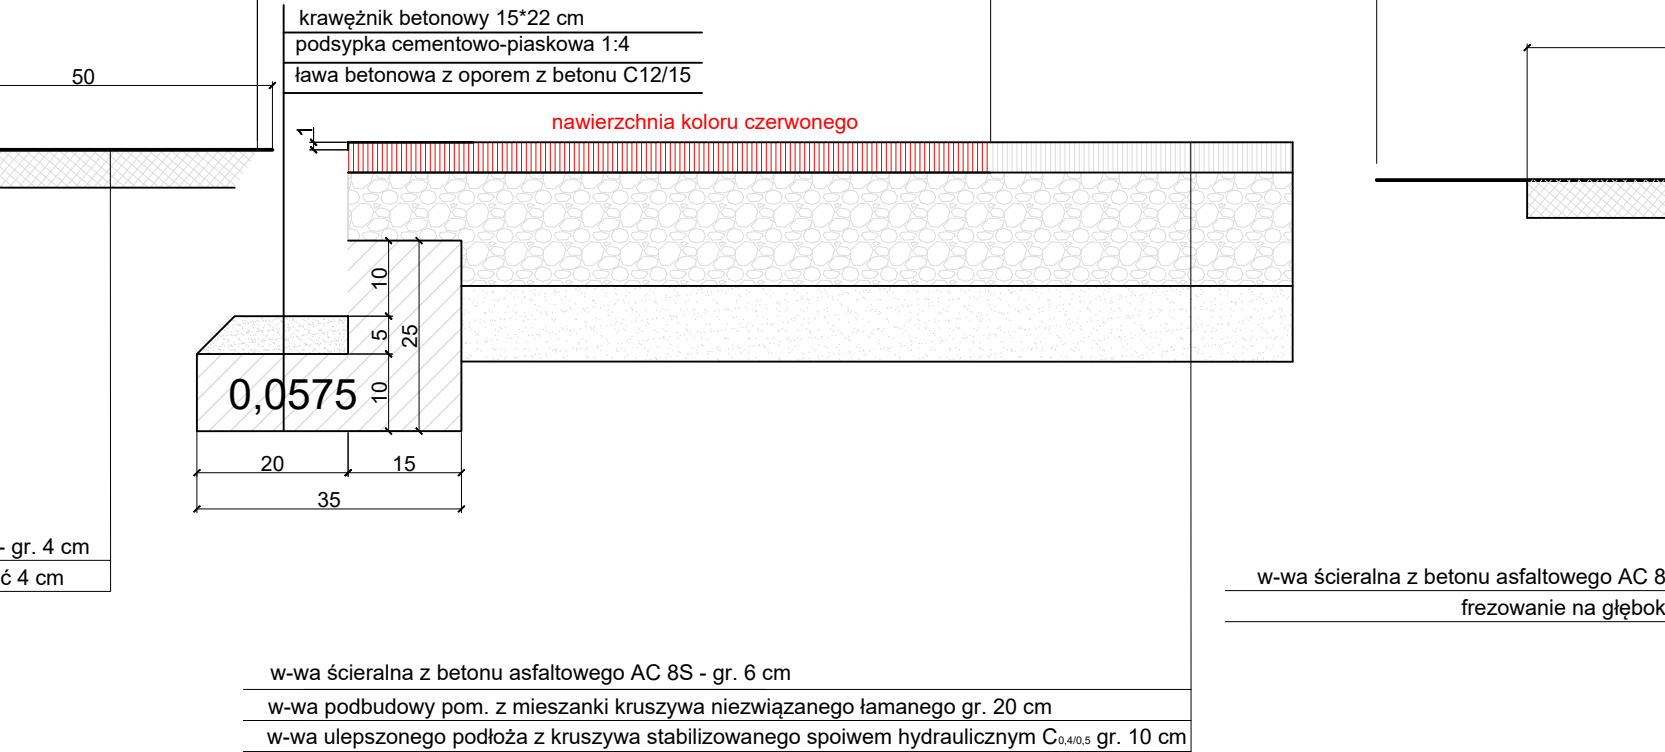 krawężnik betonowy 15*22 cm
podsypka cementowo-piaskowa 1:4
ława betonowa z oporem z betonu C12/15
50
nawierzchnia koloru czerwonego
1
10
5
25
10
0,0575
20
15
35
- gr. 4 cm
ć 4 cm
w-wa ścieralna z betonu asfaltowego AC 8
frezowanie na głębok
w-wa ścieralna z betonu asfaltowego AC 8S - gr. 6 cm
w-wa podbudowy pom. z mieszanki kruszywa niezwiązanego łamanego gr. 20 cm
w-wa ulepszonego podłoża z kruszywa stabilizowanego spoiwem hydraulicznym C0,4/0,5 gr. 10 cm